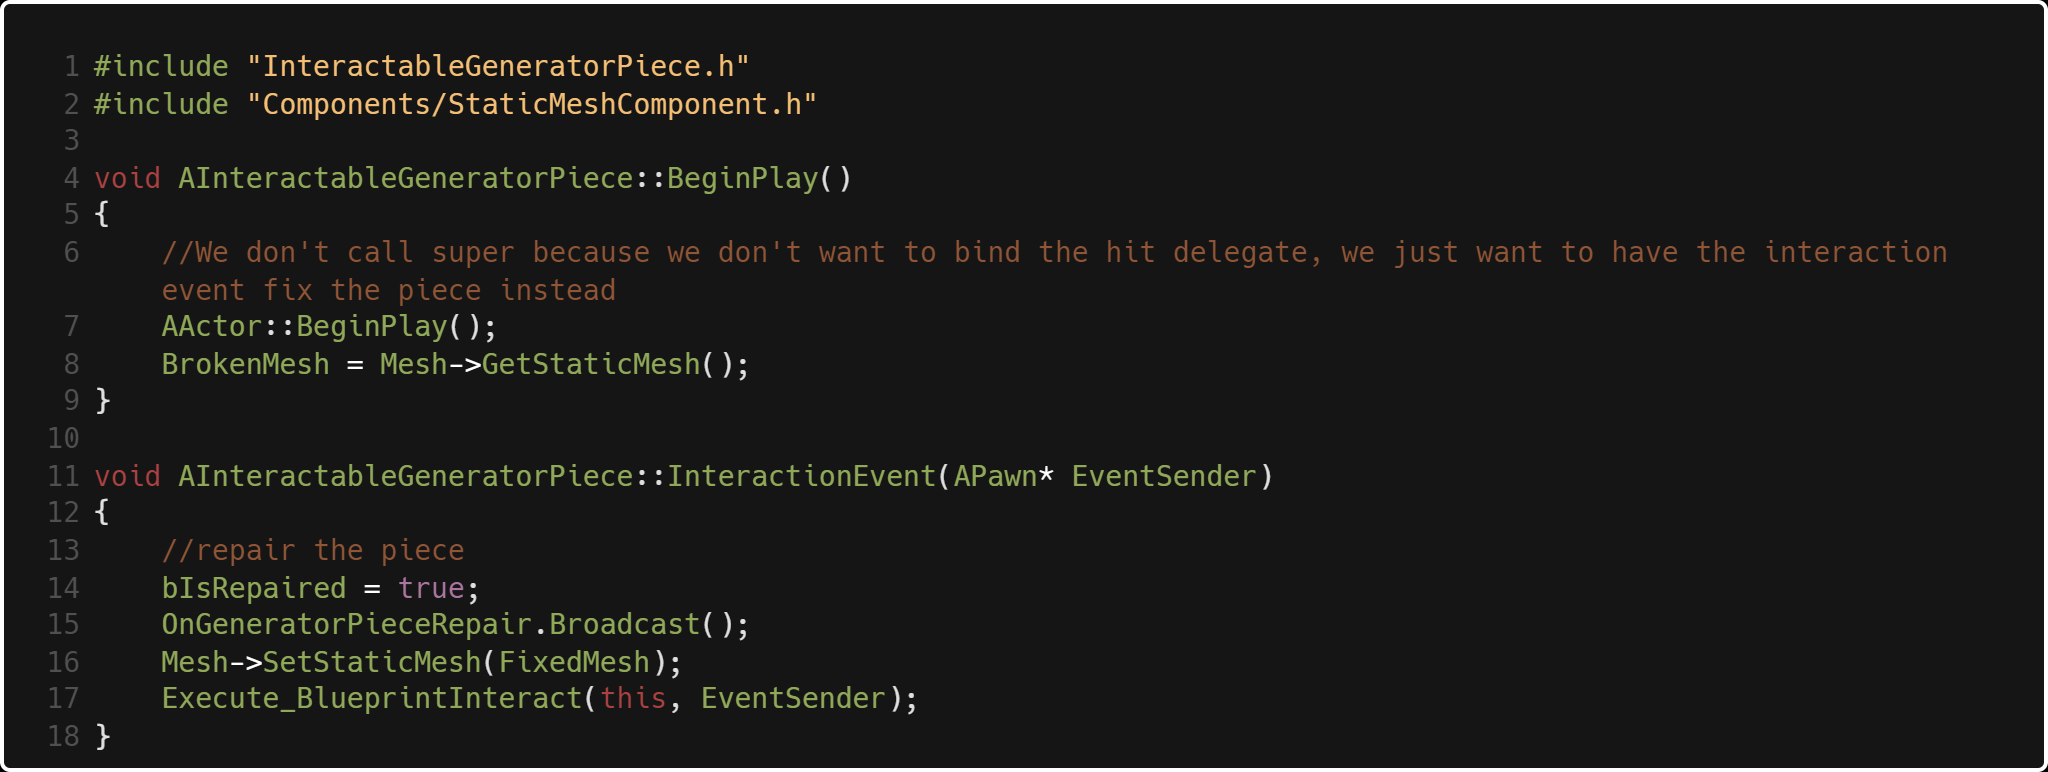 1 #include "InteractableGeneratorPiece.h"
2 #include "Components/StaticMeshComponent.h"
3
4 void AInteractableGeneratorPiece::BeginPlay()
5 {
6     //We don't call super because we don't want to bind the hit delegate, we just want to have the interaction
    event fix the piece instead
7     AActor::BeginPlay();
8     BrokenMesh = Mesh->GetStaticMesh();
9 }
10
11 void AInteractableGeneratorPiece::InteractionEvent(APawn* EventSender)
12 {
13     //repair the piece
14     bIsRepaired = true;
15     OnGeneratorPieceRepair.Broadcast();
16     Mesh->SetStaticMesh(FixedMesh);
17     Execute_BlueprintInteract(this, EventSender);
18 }